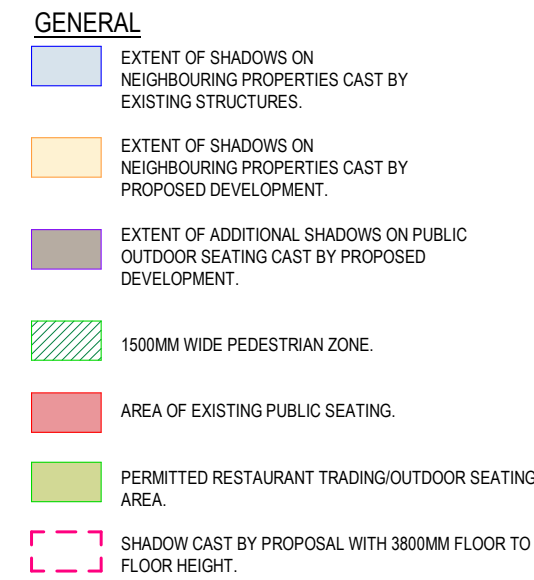 GENERAL
EXTENT OF SHADOWS ON
NEIGHBOURING PROPERTIES CAST BY
EXISTING STRUCTURES.
EXTENT OF SHADOWS ON
NEIGHBOURING PROPERTIES CAST BY
PROPOSED DEVELOPMENT.
EXTENT OF ADDITIONAL SHADOWS ON PUBLIC
OUTDOOR SEATING CAST BY PROPOSED
DEVELOPMENT.
1500MM WIDE PEDESTRIAN ZONE.
AREA OF EXISTING PUBLIC SEATING.
PERMITTED RESTAURANT TRADING/OUTDOOR SEATING
AREA.
SHADOW CAST BY PROPOSAL WITH 3800MM FLOOR TO
FLOOR HEIGHT.